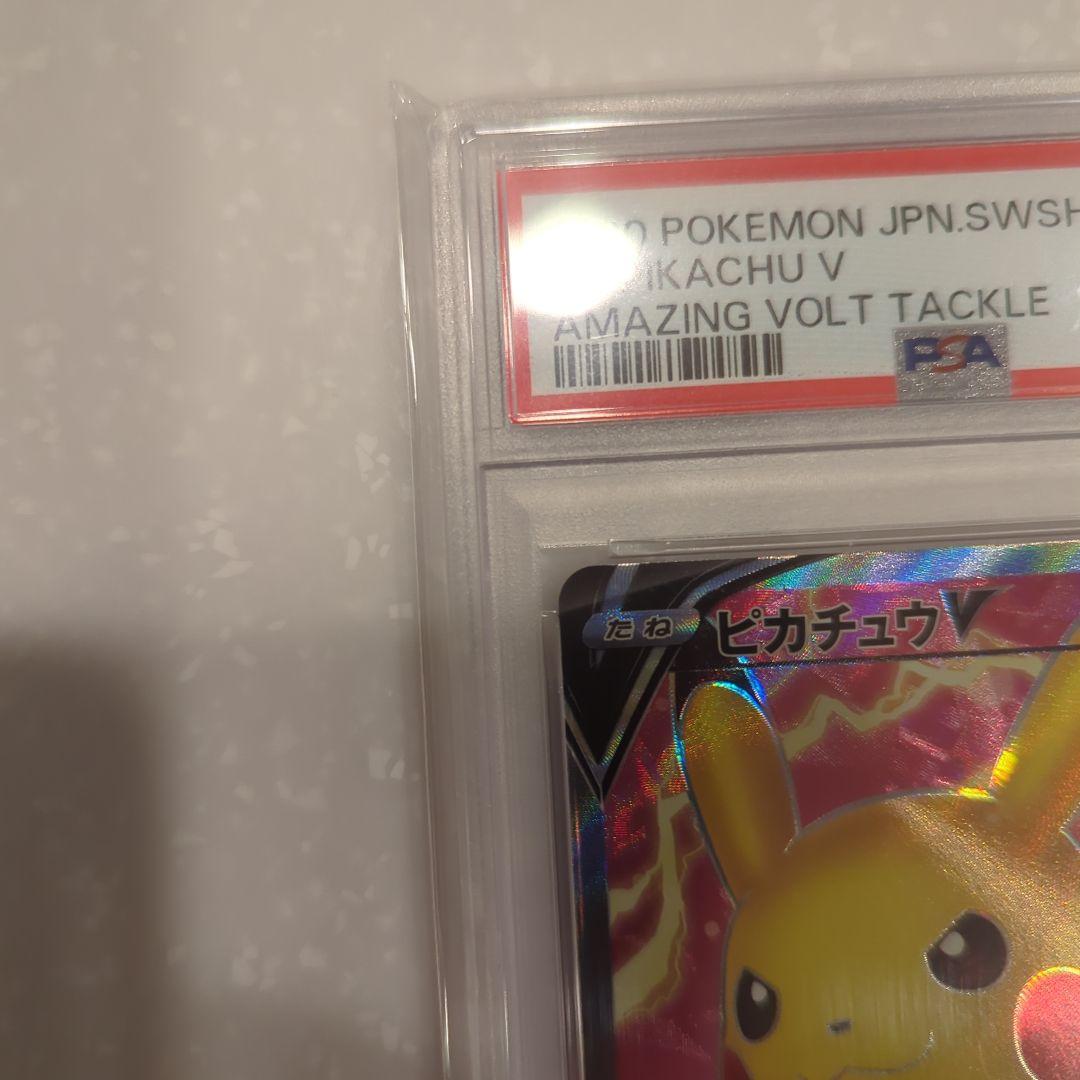 POKEMON JPN.SWSH
V
AMAZING VOLT TACKLE
PSA
たね ピカチュウV